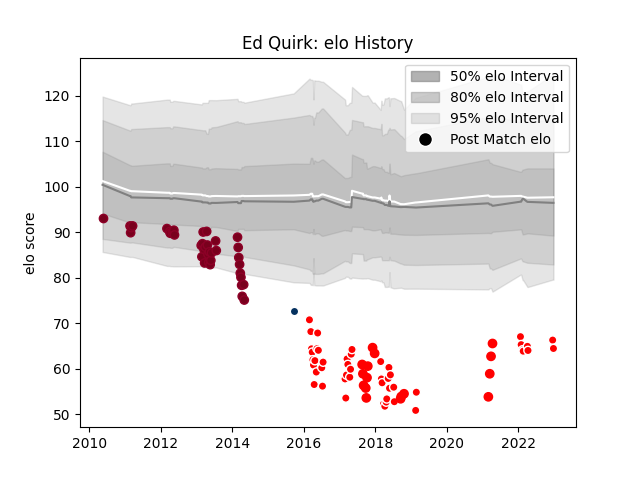 Ed Quirk: elo History
50% elo Interval
80% elo Interval
95% elo Interval
Post Match elo
elo score
120
110
100
90
80
70
60
50
2010 2012 2014 2016 2018 2020 2022